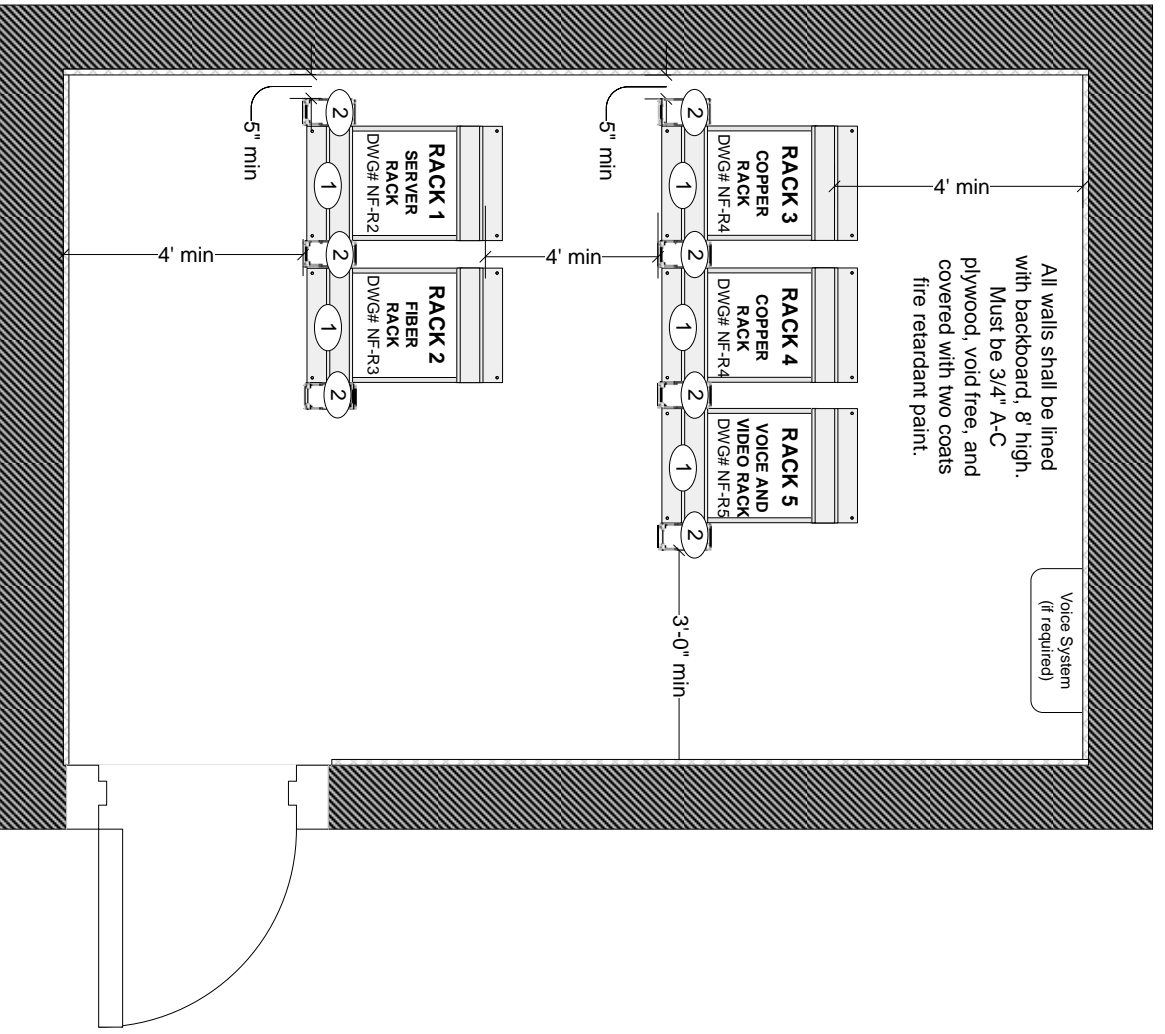 All walls shall be lined
with backboard, 8' high.
Must be 3/4" A-C
plywood, void free, and
covered with two coats
fire retardant paint.
Voice System
(if required)
4' min
RACK 3
COPPER
RACK
DWG# NF-R4
RACK 4
COPPER
RACK
DWG# NF-R4
RACK 5
VOICE AND
VIDEO RACK
DWG# NF-R5
2
1
2
1
2
1
2
5" min
3'-0" min
4' min
RACK 1
SERVER
RACK
DWG# NF-R2
RACK 2
FIBER
RACK
DWG# NF-R3
2
1
2
1
2
5" min
4' min